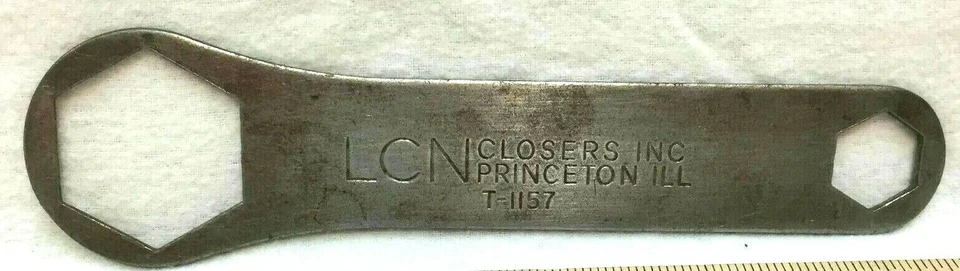 LCN CLOSERS INC
PRINCETON ILL
T-1157